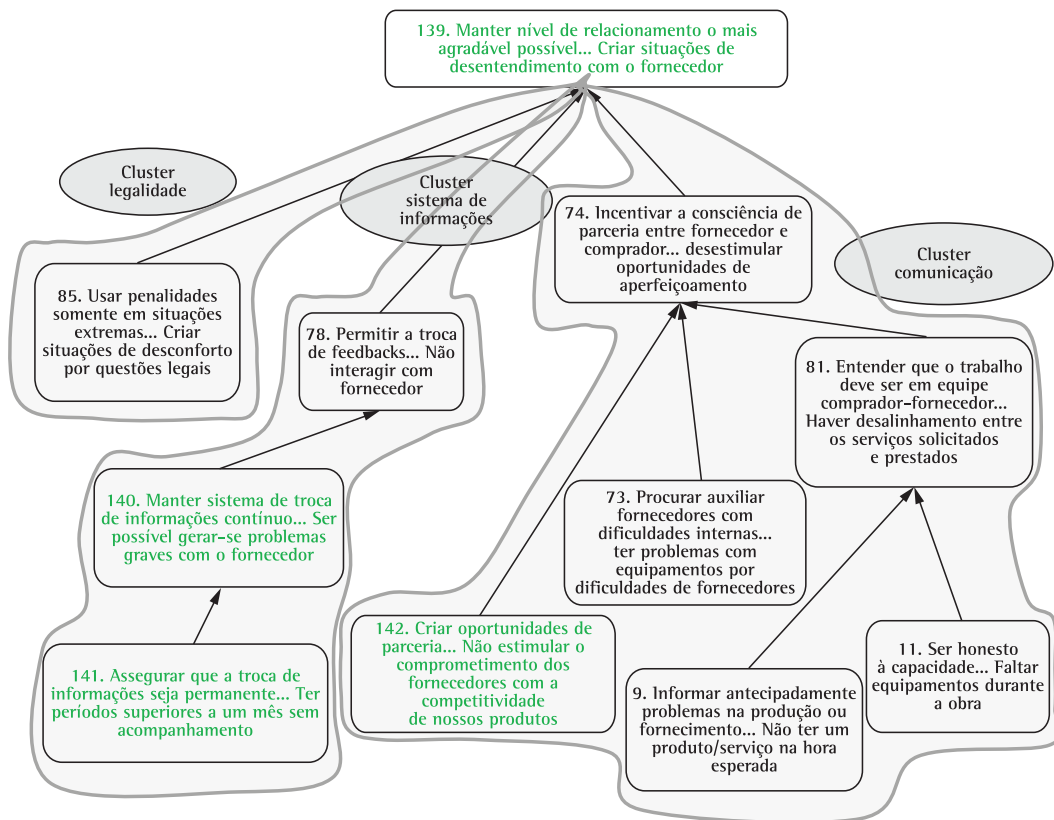 139. Manter nível de relacionamento o mais
agradável possível... Criar situações de
desentendimento com o fornecedor
Cluster
legalidade
Cluster
sistema de
informações
74. Incentivar a consciência de
parceria entre fornecedor e
comprador... desestimular
oportunidades de
aperfeiçoamento
Cluster
comunicação
85. Usar penalidades
somente em situações
extremas... Criar
situações de desconforto
por questões legais
78. Permitir a troca
de feedbacks... Não
interagir com
fornecedor
81. Entender que o trabalho
deve ser em equipe
comprador-fornecedor...
Haver desalinhamento entre
os serviços solicitados
e prestados
140. Manter sistema de troca
de informações contínuo... Ser
possível gerar-se problemas
graves com o fornecedor
73. Procurar auxiliar
fornecedores com
dificuldades internas...
ter problemas com
equipamentos por
dificuldades de fornecedores
142. Criar oportunidades de
parceria... Não estimular o
comprometimento dos
fornecedores com a
competitividade
de nossos produtos
11. Ser honesto
à capacidade... Faltar
equipamentos durante
a obra
141. Assegurar que a troca de
informações seja permanente... Ter
períodos superiores a um mês sem
acompanhamento
9. Informar antecipadamente
problemas na produção ou
fornecimento... Não ter um
produto/serviço na hora
esperada